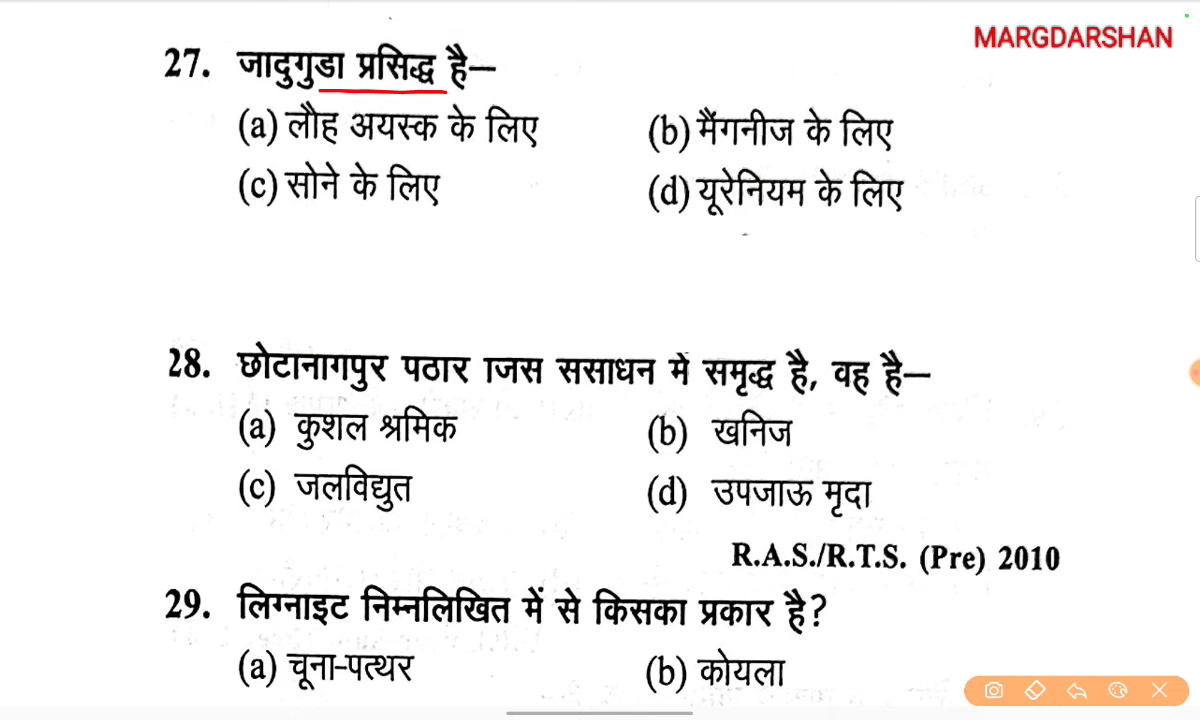 MARGDARSHAN
27. जादुगुडा प्रसिद्ध है—
(a) लौह अयस्क के लिए (b) मैंगनीज के लिए
(c) सोने के लिए (d) यूरेनियम के लिए
28. छोटानागपुर पठार जिस संसाधन में समृद्ध है, वह है—
(a) कुशल श्रमिक (b) खनिज
(c) जलविद्युत (d) उपजाऊ मृदा
R.A.S./R.T.S. (Pre) 2010
29. लिग्नाइट निम्नलिखित में से किसका प्रकार है?
(a) चूना-पत्थर (b) कोयला